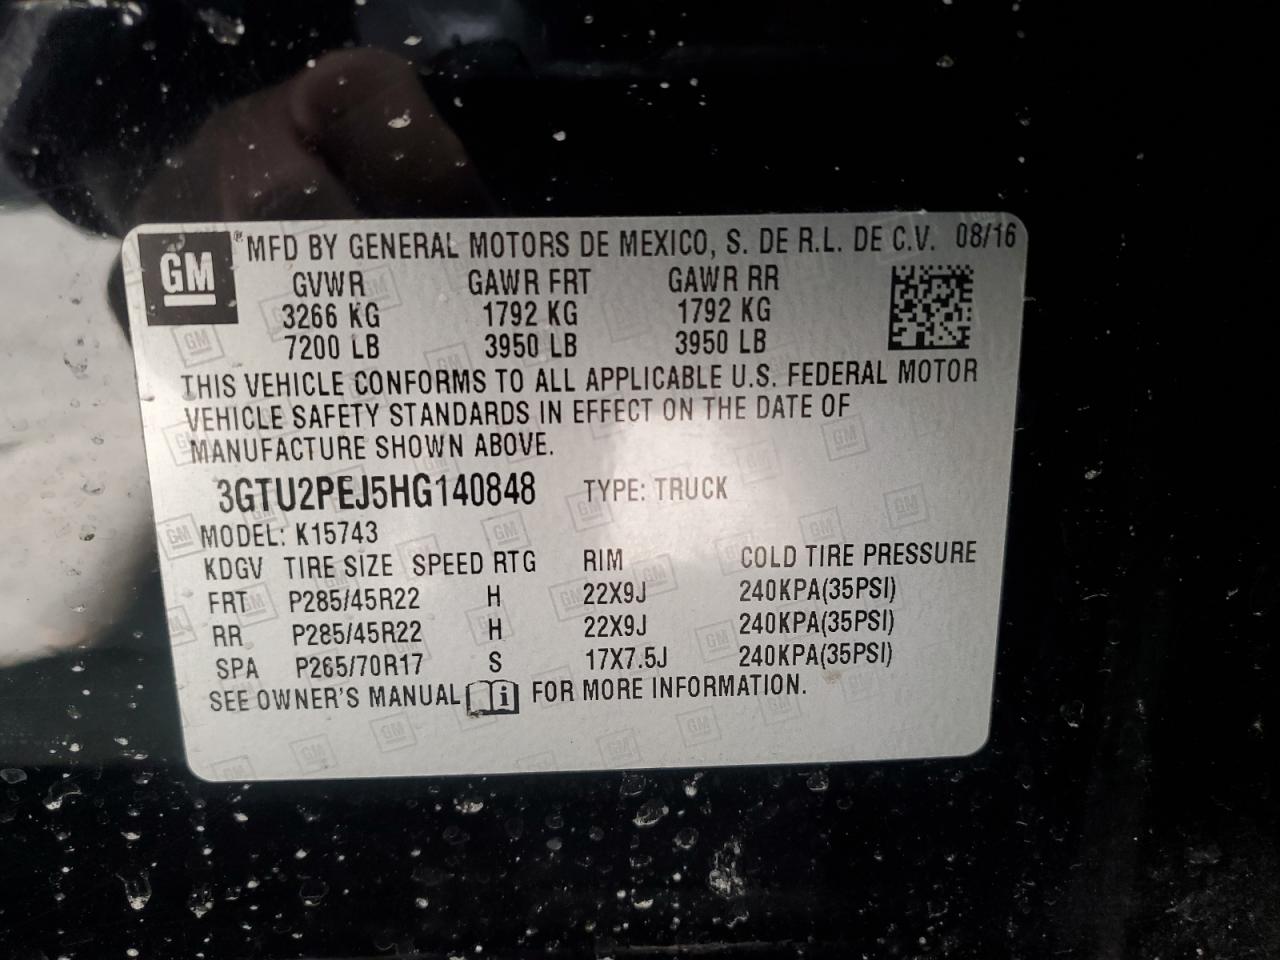 GM ® MFD BY GENERAL MOTORS DE MEXICO, S. DE R.L. DE C.V. 08/16
GVWR GAWR FRT GAWR RR
3266 KG 1792 KG 1792 KG
7200 LB 3950 LB 3950 LB
THIS VEHICLE CONFORMS TO ALL APPLICABLE U.S. FEDERAL MOTOR
VEHICLE SAFETY STANDARDS IN EFFECT ON THE DATE OF
MANUFACTURE SHOWN ABOVE.
3GTU2PEJ5HG140848 TYPE: TRUCK
MODEL: K15743
KDGV TIRE SIZE SPEED RTG RIM COLD TIRE PRESSURE
FRT P285/45R22 H 22X9J 240KPA(35PSI)
RR P285/45R22 H 22X9J 240KPA(35PSI)
SPA P265/70R17 S 17X7.5J 240KPA(35PSI)
SEE OWNER'S MANUAL i FOR MORE INFORMATION.